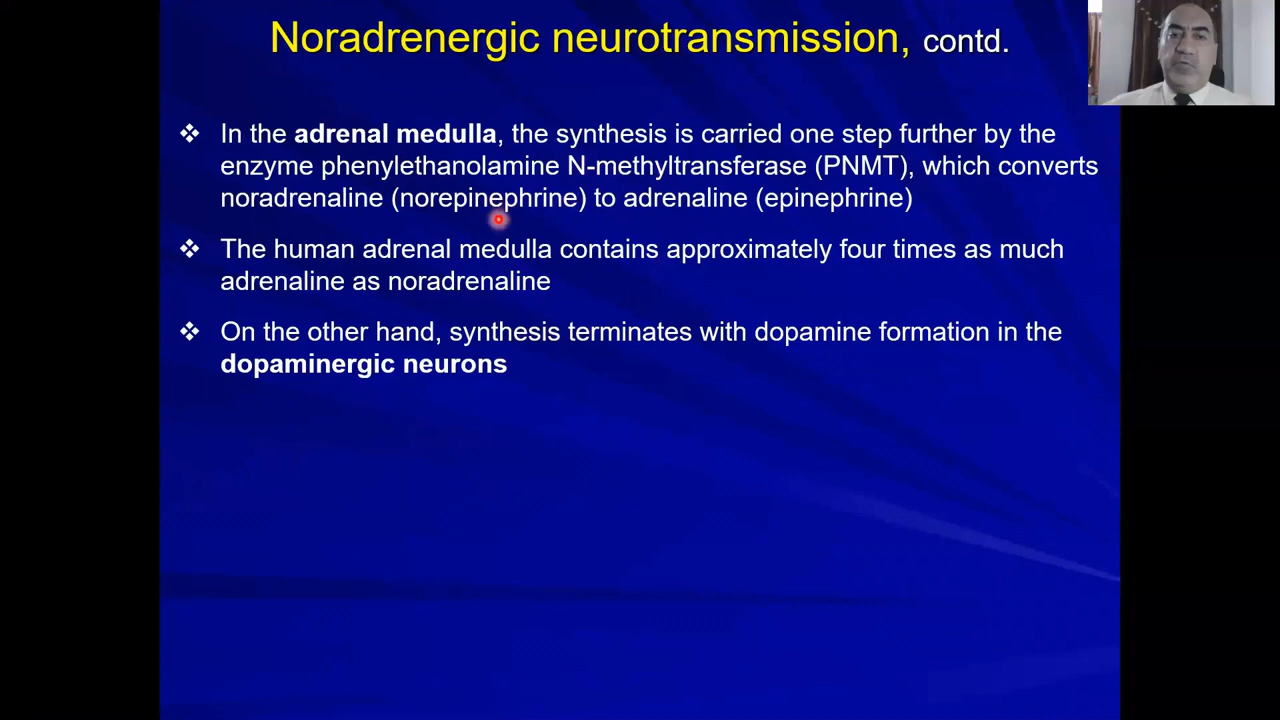 Noradrenergic neurotransmission, contd.
❖ In the adrenal medulla, the synthesis is carried one step further by the
enzyme phenylethanolamine N-methyltransferase (PNMT), which converts
noradrenaline (norepinephrine) to adrenaline (epinephrine)
❖ The human adrenal medulla contains approximately four times as much
adrenaline as noradrenaline
❖ On the other hand, synthesis terminates with dopamine formation in the
dopaminergic neurons